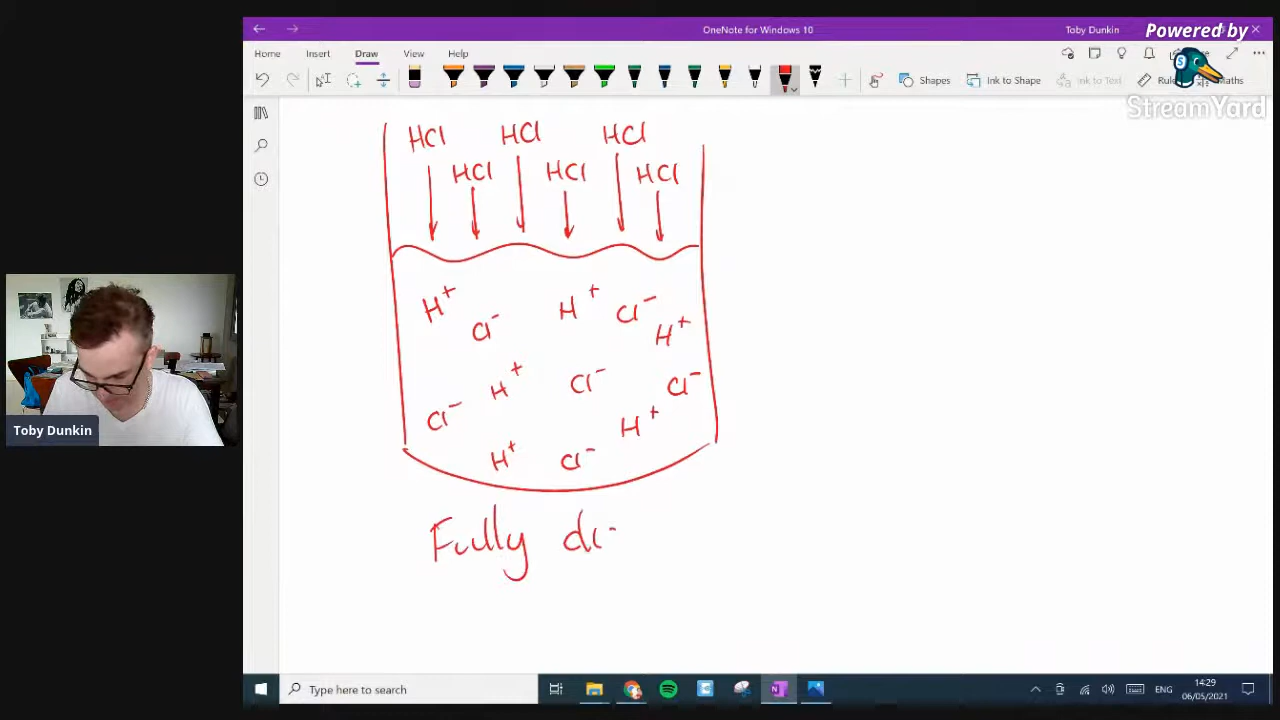 OneNote for Windows 10
Toby Dunkin
Powered by
StreamYard
Home Insert Draw View Help
Shapes Ink to Shape Ink to Text Maths
HCl HCl HCl
HCl HCl HCl
H+ H+ Cl-
Cl- H+
H+ Cl- Cl-
Cl- H+
H+ Cl-
Fully di
Toby Dunkin
Type here to search
ENG
14:29
06/05/2021